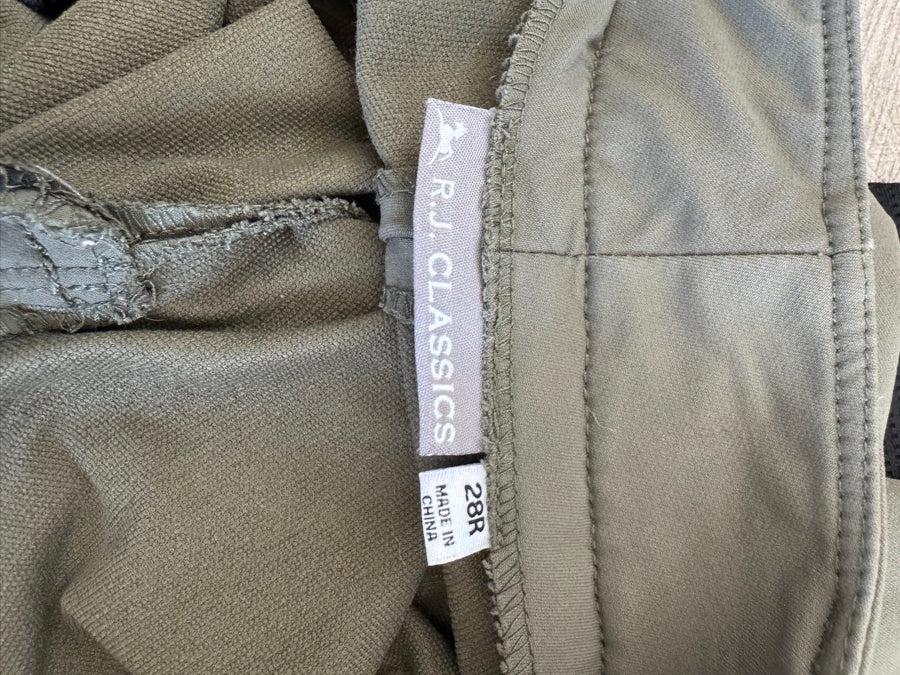 R.J. CLASSICS
28R
MADE IN
CHINA